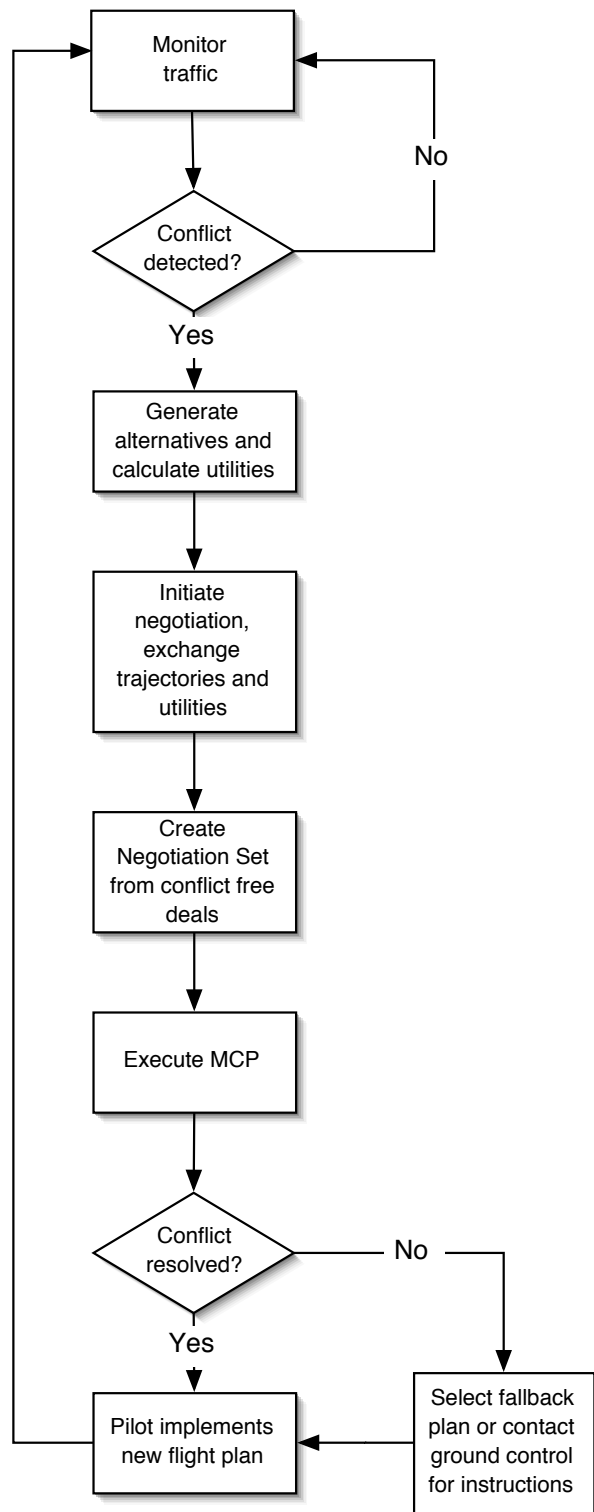 Monitor
traffic
No
Conflict
detected?
Yes
Generate
alternatives and
calculate utilities
Initiate
negotiation,
exchange
trajectories and
utilities
Create
Negotiation Set
from conflict free
deals
Execute MCP
Conflict
resolved?
No
Yes
Pilot implements
new flight plan
Select fallback
plan or contact
ground control
for instructions